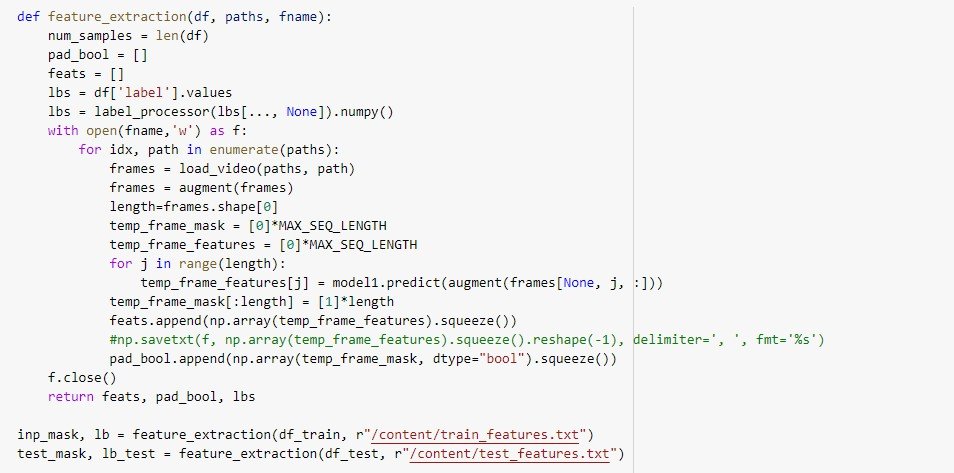 def feature_extraction(df, paths, fname):
    num_samples = len(df)
    pad_bool = []
    feats = []
    lbs = df['label'].values
    lbs = label_processor(lbs[..., None]).numpy()
    with open(fname,'w') as f:
        for idx, path in enumerate(paths):
            frames = load_video(paths, path)
            frames = augment(frames)
            length=frames.shape[0]
            temp_frame_mask = [0]*MAX_SEQ_LENGTH
            temp_frame_features = [0]*MAX_SEQ_LENGTH
            for j in range(length):
                temp_frame_features[j] = model1.predict(augment(frames[None, j, :]))
            temp_frame_mask[:length] = [1]*length
            feats.append(np.array(temp_frame_features).squeeze())
            #np.savetxt(f, np.array(temp_frame_features).squeeze().reshape(-1), delimiter=', ', fmt='%s')
            pad_bool.append(np.array(temp_frame_mask, dtype="bool").squeeze())
    f.close()
    return feats, pad_bool, lbs

inp_mask, lb = feature_extraction(df_train, r"/content/train_features.txt")
test_mask, lb_test = feature_extraction(df_test, r"/content/test_features.txt")